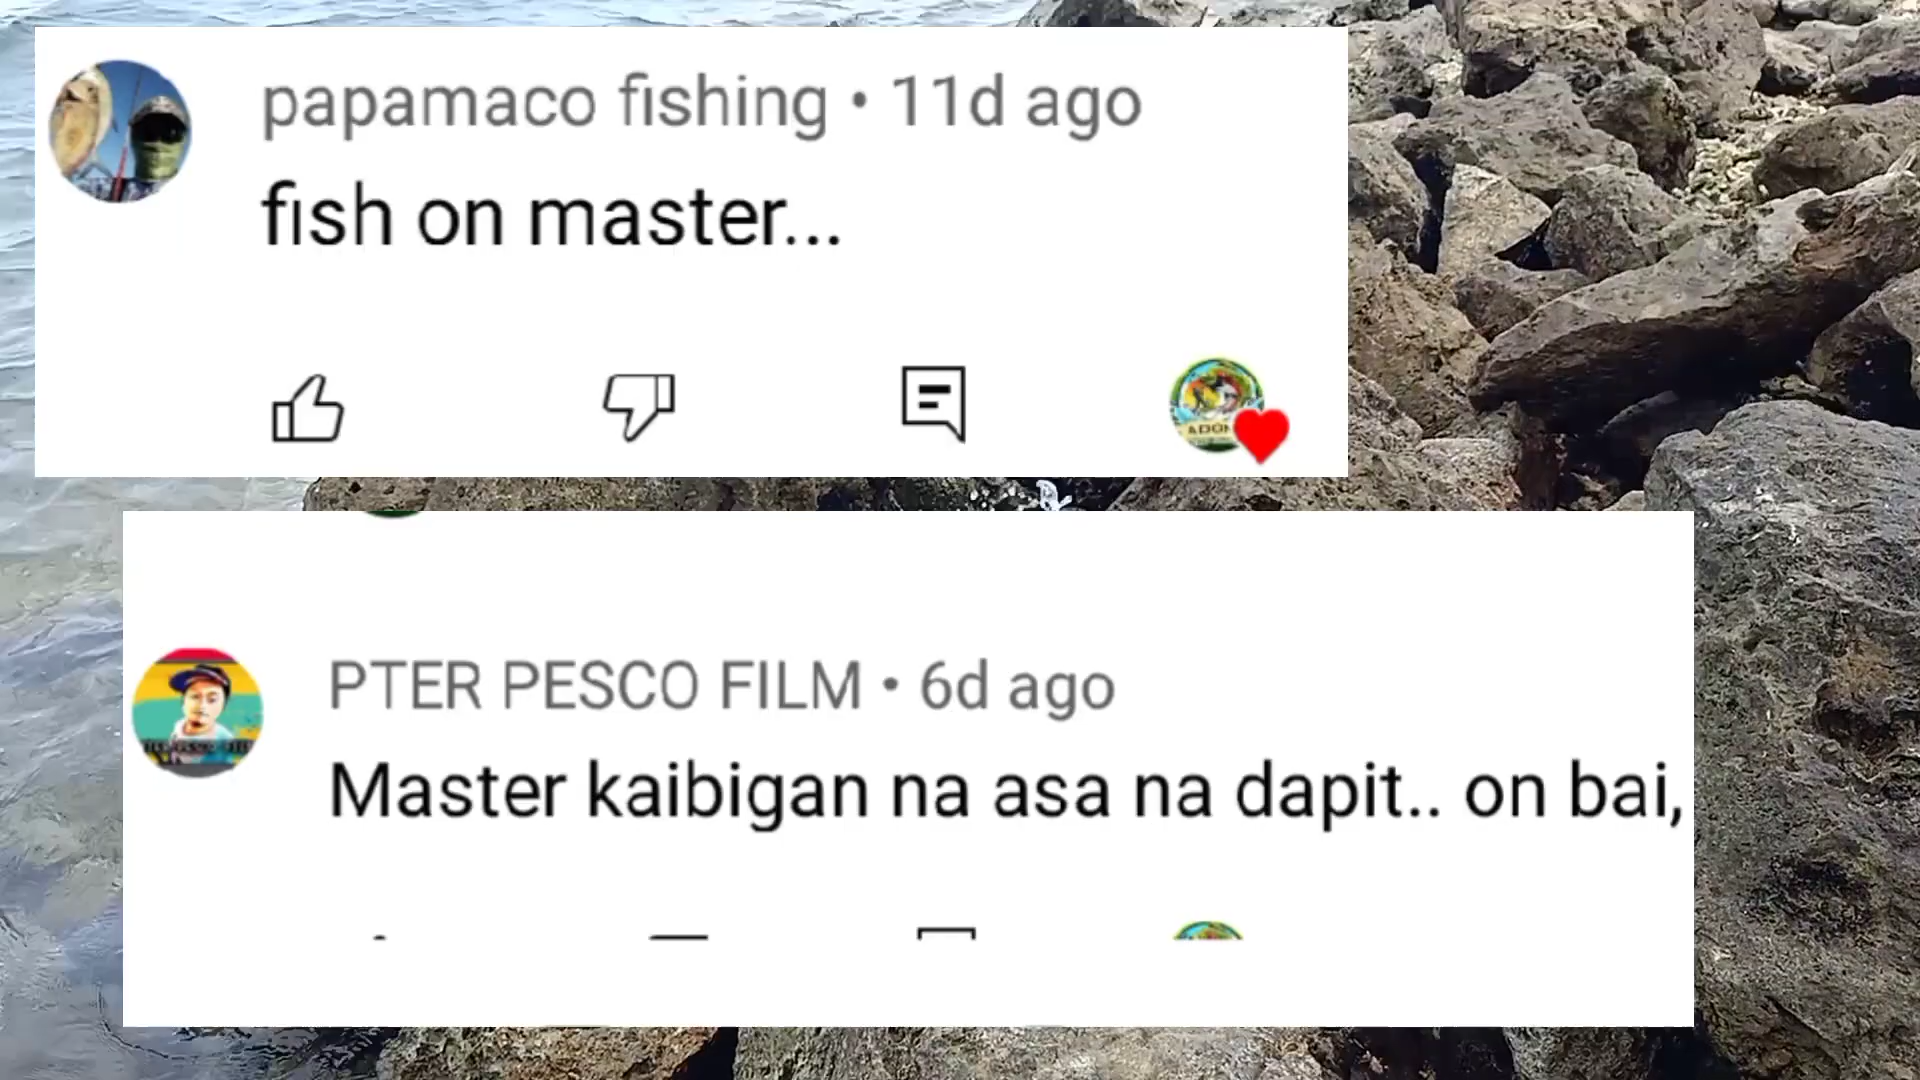 papamaco fishing • 11d ago
fish on master...
ADON
PTER PESCO FILM • 6d ago
Master kaibigan na asa na dapit.. on bai,